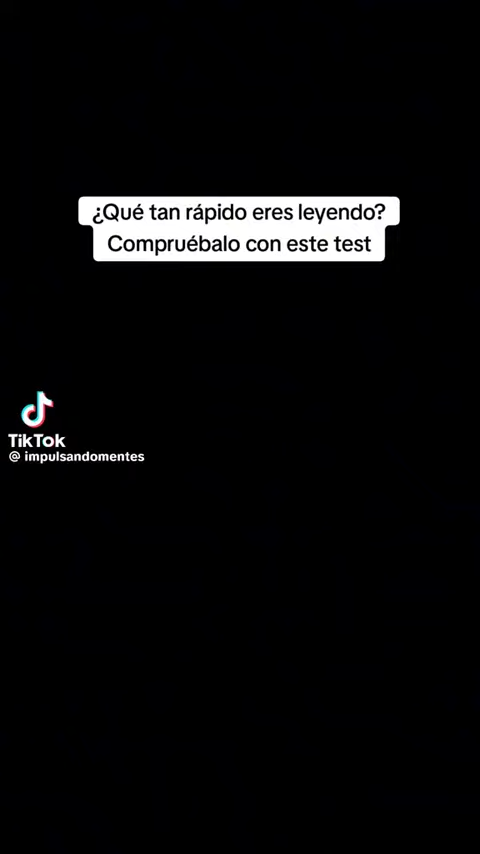 ¿Qué tan rápido eres leyendo?
Compruébalo con este test
TikTok
@ impulsandomentes